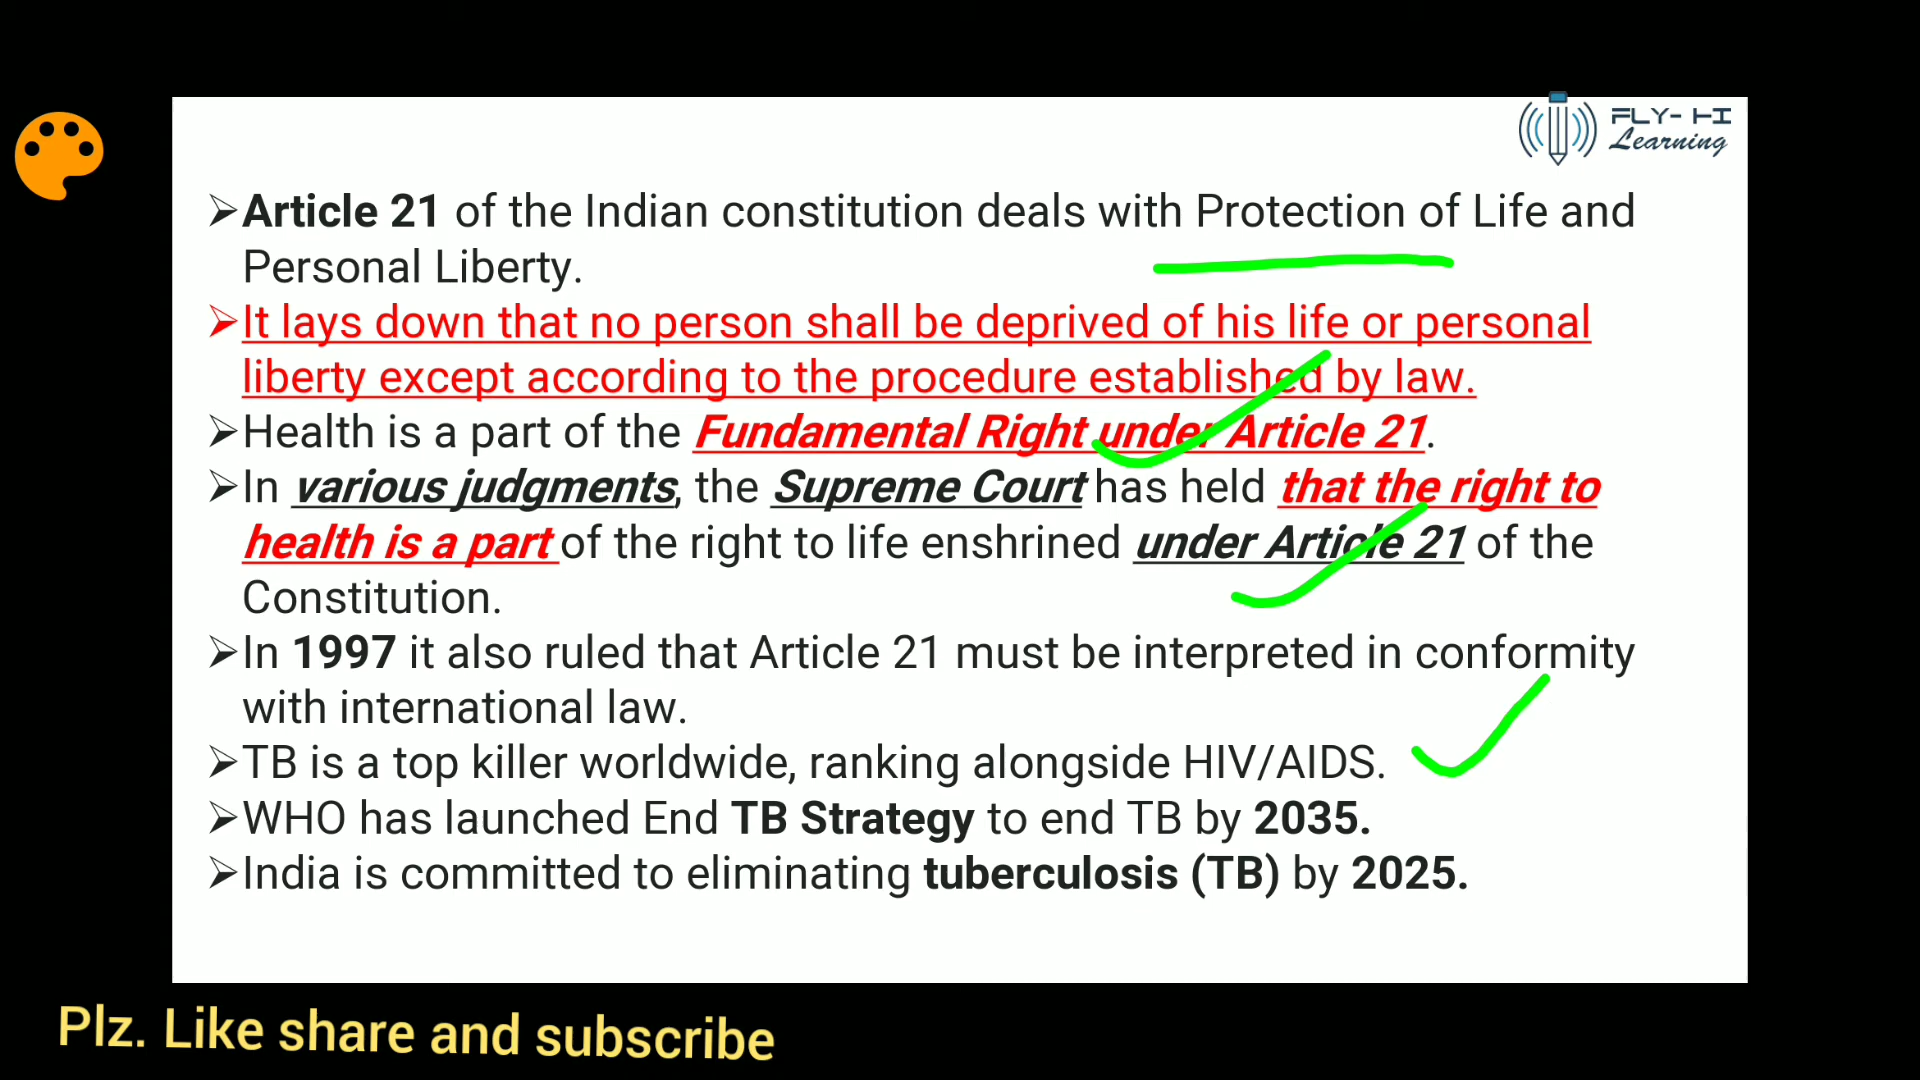 FLY-HI
Learning
➢Article 21 of the Indian constitution deals with Protection of Life and
Personal Liberty.
➢It lays down that no person shall be deprived of his life or personal
liberty except according to the procedure established by law.
➢Health is a part of the Fundamental Right under Article 21.
➢In various judgments, the Supreme Court has held that the right to
health is a part of the right to life enshrined under Article 21 of the
Constitution.
➢In 1997 it also ruled that Article 21 must be interpreted in conformity
with international law.
➢TB is a top killer worldwide, ranking alongside HIV/AIDS.
➢WHO has launched End TB Strategy to end TB by 2035.
➢India is committed to eliminating tuberculosis (TB) by 2025.
Plz. Like share and subscribe